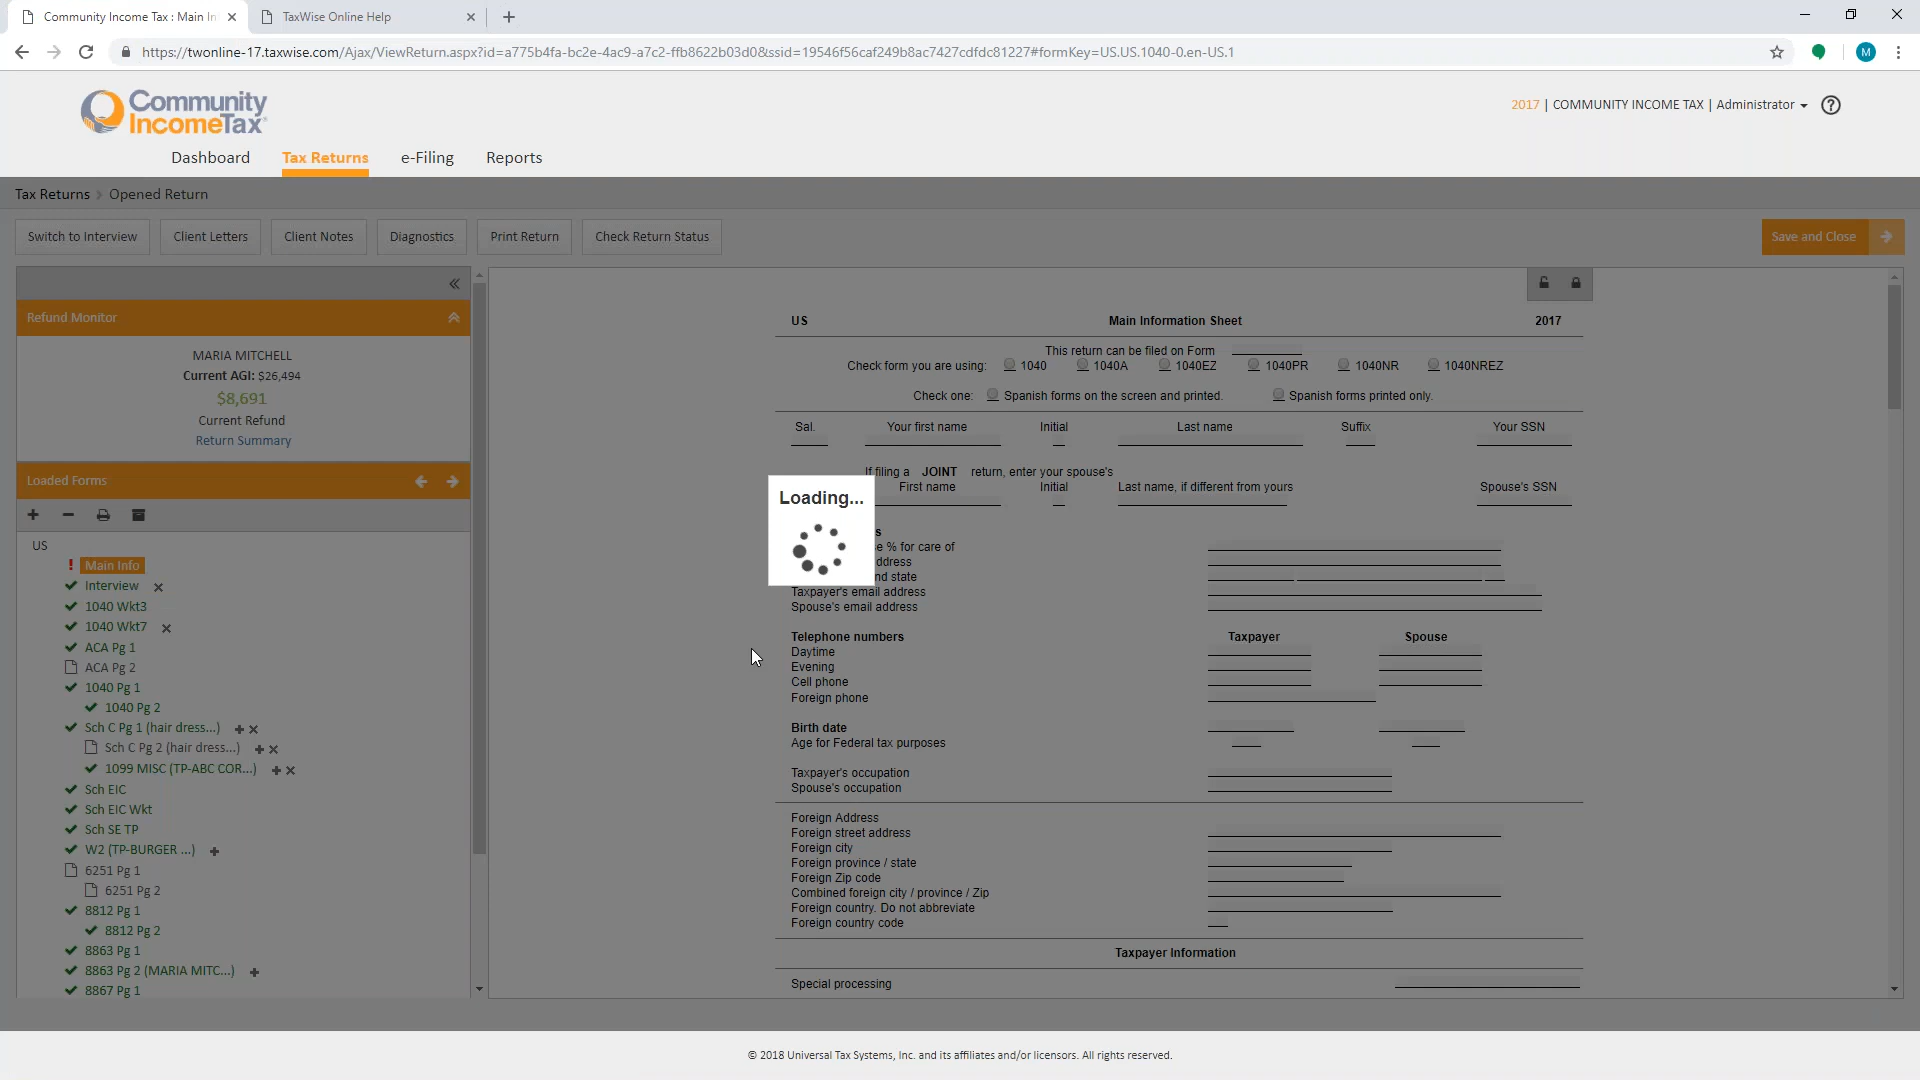 Community Income Tax : Main In
TaxWise Online Help
https://twonline-17.taxwise.com/Ajax/ViewReturn.aspx?id=a775b4fa-bc2e-4ac9-a7c2-ffb8622b03d0&ssid=19546f56caf249b8ac7427cdfdc81227#formKey=US.US.1040-0.en-US.1
M
Community
IncomeTax
2017 | COMMUNITY INCOME TAX | Administrator
Dashboard Tax Returns e-Filing Reports
Tax Returns > Opened Return
Switch to Interview Client Letters Client Notes Diagnostics Print Return Check Return Status Save and Close
Refund Monitor
MARIA MITCHELL
Current AGI: $26,494
$8,691
Current Refund
Return Summary
Loaded Forms
US
! Main Info
Interview
1040 Wkt3
1040 Wkt7
ACA Pg 1
ACA Pg 2
1040 Pg 1
1040 Pg 2
Sch C Pg 1 (hair dress...)
Sch C Pg 2 (hair dress...)
1099 MISC (TP-ABC COR...)
Sch EIC
Sch EIC Wkt
Sch SE TP
W2 (TP-BURGER ...)
6251 Pg 1
6251 Pg 2
8812 Pg 1
8812 Pg 2
8863 Pg 1
8863 Pg 2 (MARIA MITC...)
8867 Pg 1
US Main Information Sheet 2017
This return can be filed on Form
Check form you are using: 1040 1040A 1040EZ 1040PR 1040NR 1040NREZ
Check one: Spanish forms on the screen and printed. Spanish forms printed only.
Sal. Your first name Initial Last name Suffix Your SSN
If filing a JOINT return, enter your spouse's
First name Initial Last name, if different from yours Spouse's SSN
Loading...
s
e % for care of
ddress
nd state
Taxpayer's email address
Spouse's email address
Telephone numbers Taxpayer Spouse
Daytime
Evening
Cell phone
Foreign phone
Birth date
Age for Federal tax purposes
Taxpayer's occupation
Spouse's occupation
Foreign Address
Foreign street address
Foreign city
Foreign province / state
Foreign Zip code
Combined foreign city / province / Zip
Foreign country. Do not abbreviate
Foreign country code
Taxpayer Information
Special processing
© 2018 Universal Tax Systems, Inc. and its affiliates and/or licensors. All rights reserved.